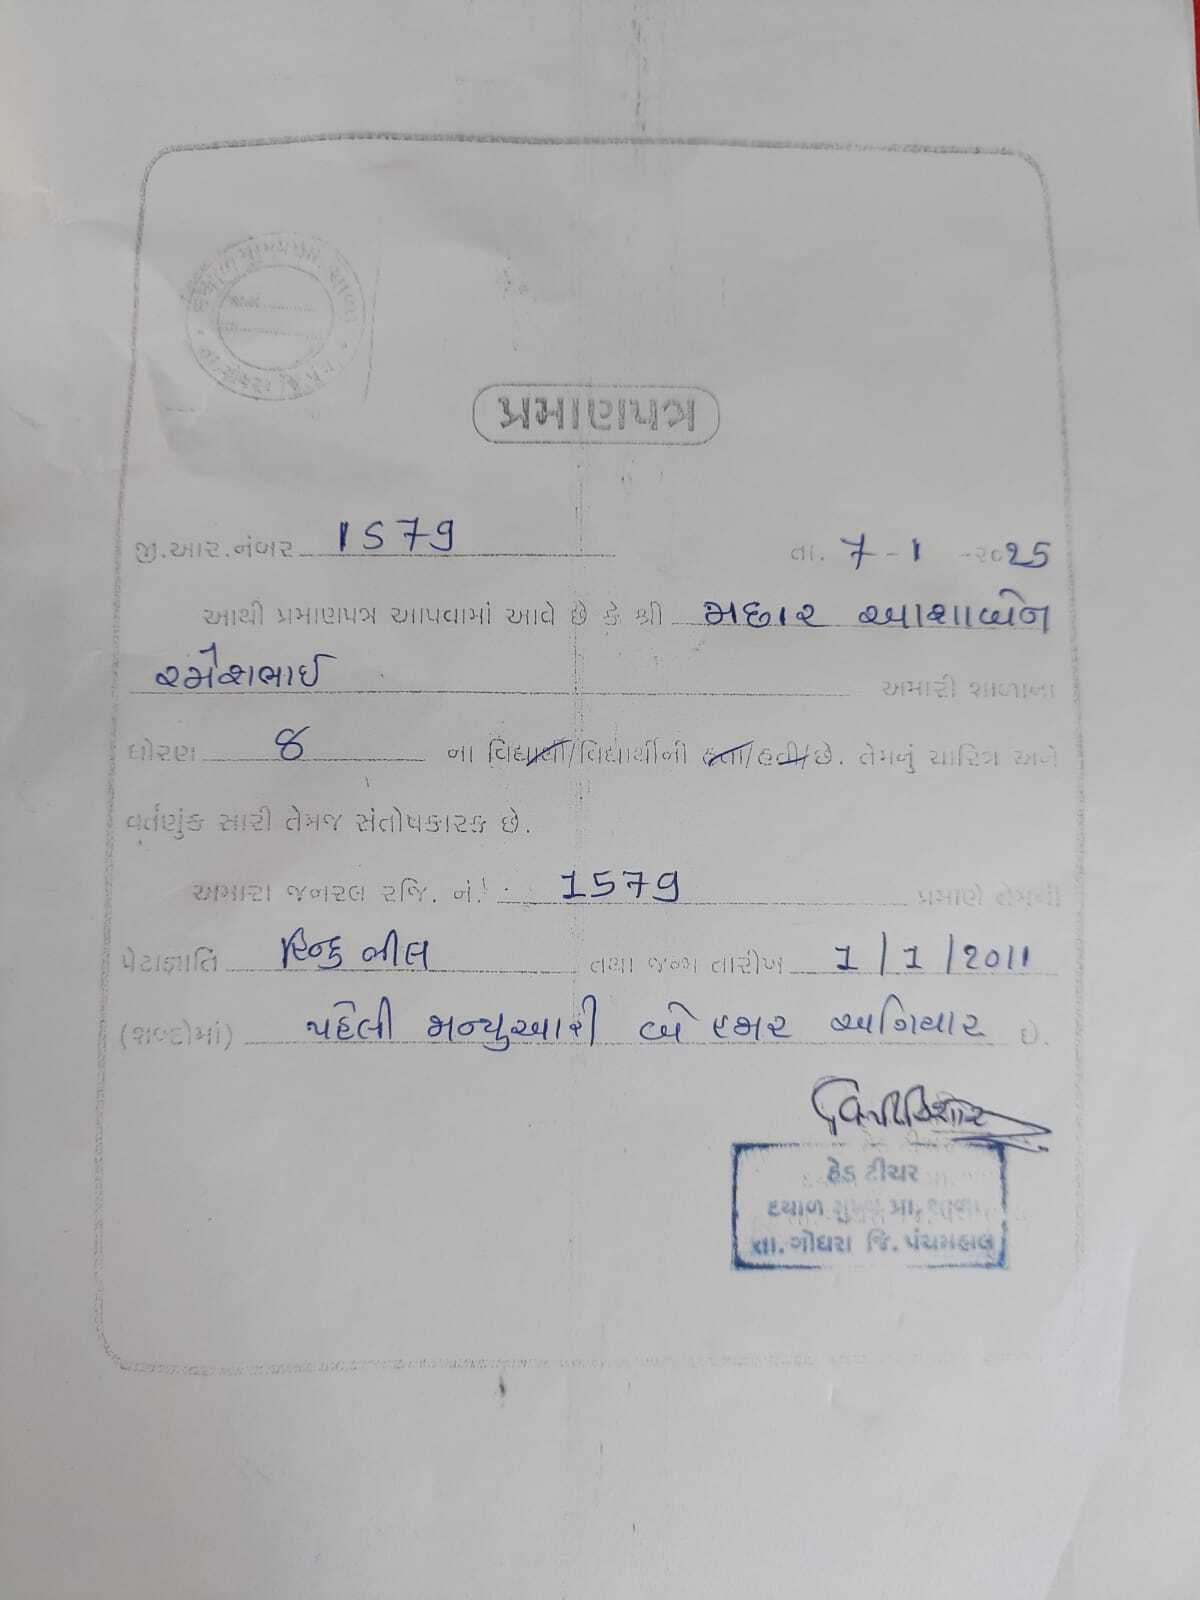 પ્રમાણપત્ર
જી.આર.નંબર 1579 તા. 7-1-૨૦25
આથી પ્રમાણપત્ર આપવામાં આવે છે કે શ્રી મછાર આશાબેન
રમેશભાઈ અમારી શાળાના
ધોરણ 8 ના વિદ્યાર્થી/વિદ્યાર્થીની હતા/હતી/છે. તેમનું ચારિત્ર અને
વર્તણુંક સારી તેમજ સંતોષકારક છે.
અમારા જનરલ રજિ. નં. 1579 પ્રમાણે તેમની
પેટાજ્ઞાતિ હિન્દુ ભીલ તથા જન્મ તારીખ 1/1/2011
(શબ્દોમાં) પહેલી જાન્યુઆરી બે હજાર અગિયાર છે.
હેડ ટીચર
દયાળ મુખ્ય પ્રા. શાળા
તા. ગોધરા જિ. પંચમહાલ